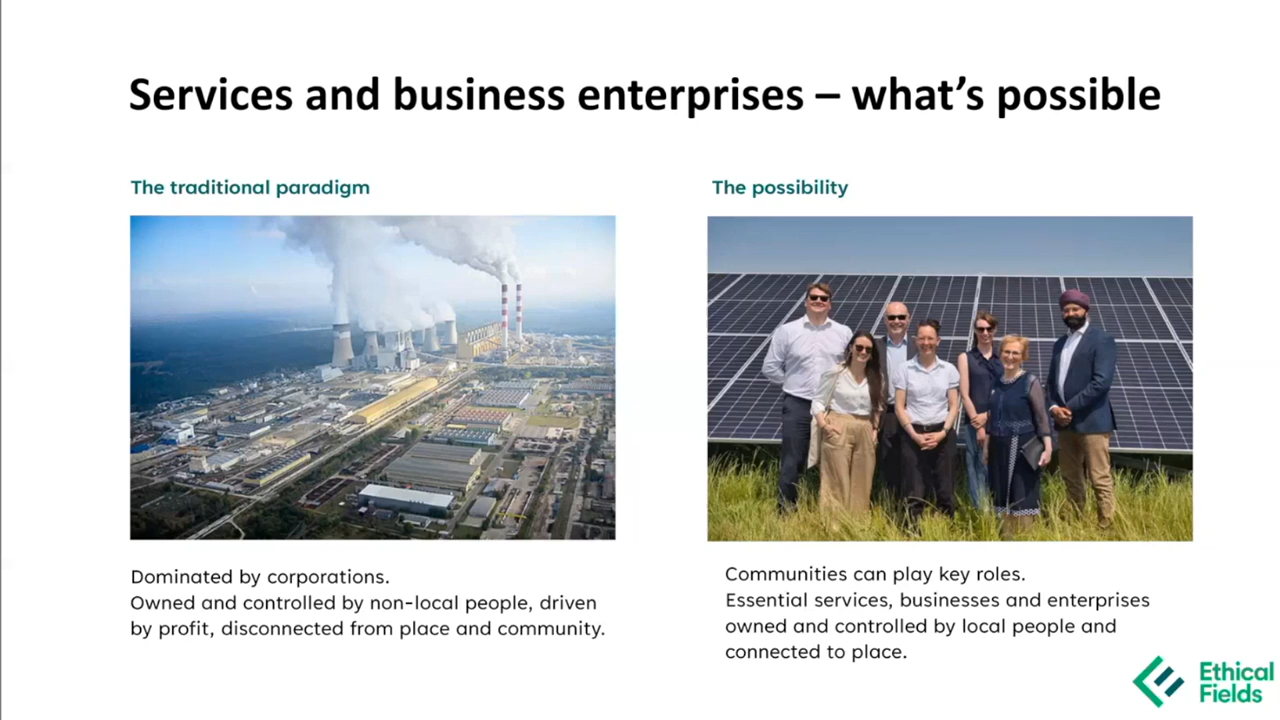 Services and business enterprises – what’s possible
The traditional paradigm
Dominated by corporations.
Owned and controlled by non-local people, driven
by profit, disconnected from place and community.
The possibility
Communities can play key roles.
Essential services, businesses and enterprises
owned and controlled by local people and
connected to place.
Ethical
Fields